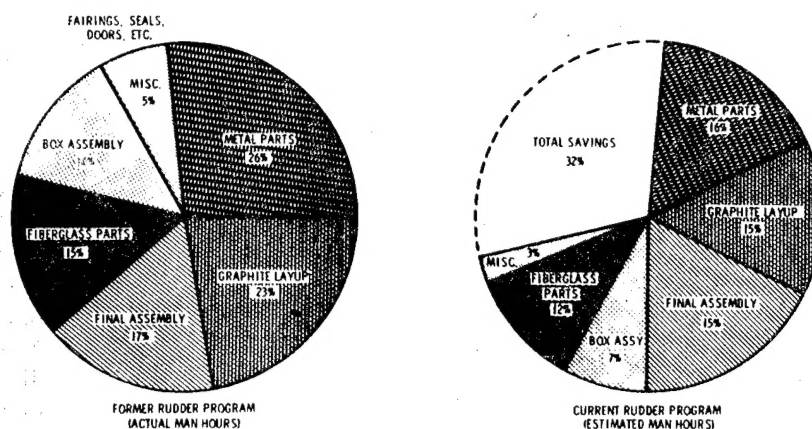 FAIRINGS, SEALS,
DOORS, ETC.
MISC.
5%
METAL PARTS
26%
BOX ASSEMBLY
14%
FIBERGLASS PARTS
15%
GRAPHITE LAYUP
23%
FINAL ASSEMBLY
17%
FORMER RUDDER PROGRAM
(ACTUAL MAN HOURS)
TOTAL SAVINGS
32%
METAL PARTS
16%
GRAPHITE LAYUP
15%
MISC.
3%
FIBERGLASS
PARTS
12%
BOX ASSY
7%
FINAL ASSEMBLY
15%
CURRENT RUDDER PROGRAM
(ESTIMATED MAN HOURS)